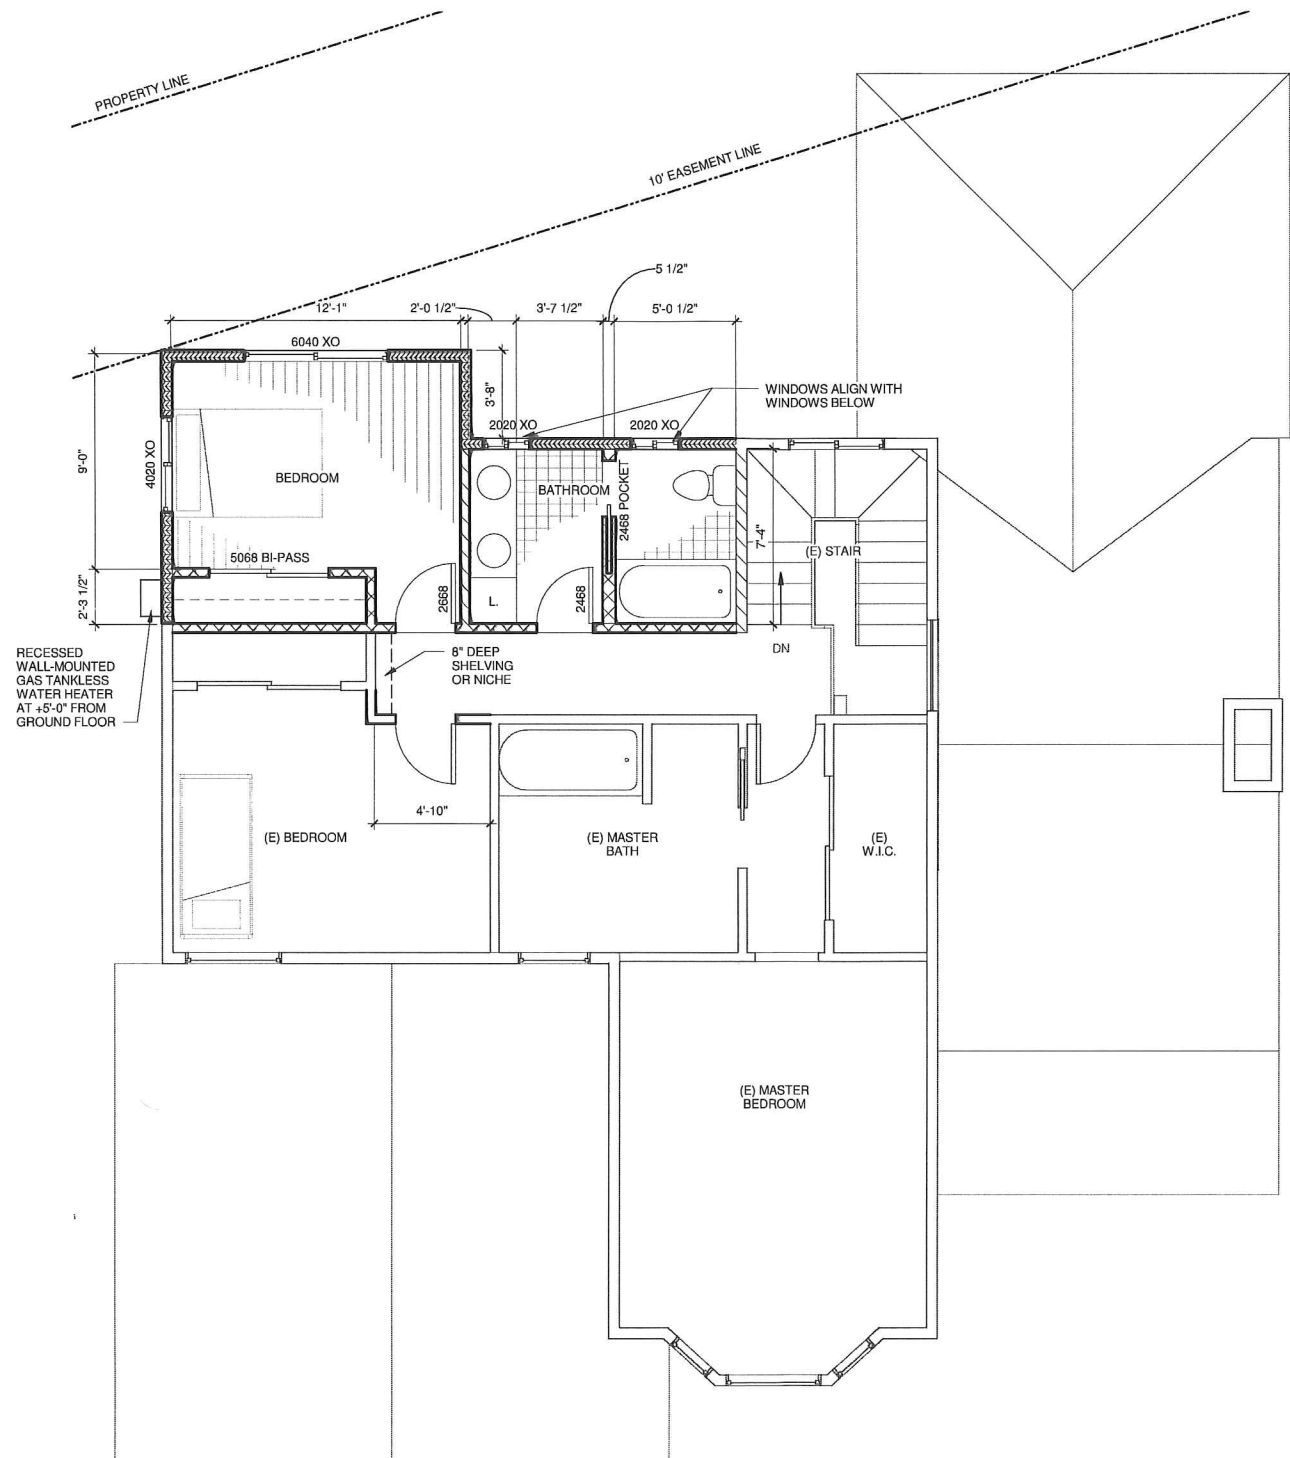 PROPERTY LINE
10' EASEMENT LINE
5 1/2"
12'-1"
2'-0 1/2"
3'-7 1/2"
5'-0 1/2"
6040 XO
3'-8"
WINDOWS ALIGN WITH
WINDOWS BELOW
2020 XO
2020 XO
9'-0"
4020 XO
BEDROOM
BATHROOM
2468 POCKET
7'-4"
(E) STAIR
5068 BI-PASS
2'-3 1/2"
2668
L.
2468
DN
RECESSED
WALL-MOUNTED
GAS TANKLESS
WATER HEATER
AT +5'-0" FROM
GROUND FLOOR
8" DEEP
SHELVING
OR NICHE
4'-10"
(E) BEDROOM
(E) MASTER
BATH
(E)
W.I.C.
(E) MASTER
BEDROOM